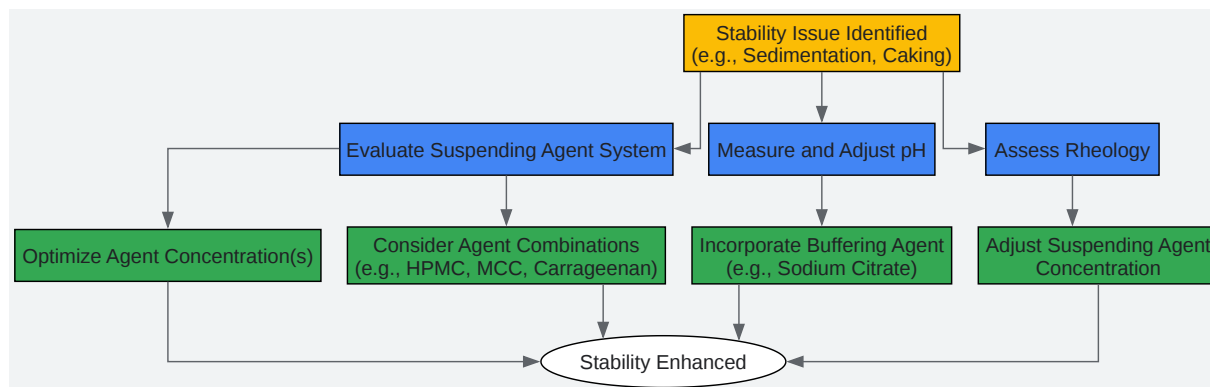 Stability Issue Identified
(e.g., Sedimentation, Caking)
Evaluate Suspending Agent System
Measure and Adjust pH
Assess Rheology
Optimize Agent Concentration(s)
Consider Agent Combinations
(e.g., HPMC, MCC, Carrageenan)
Incorporate Buffering Agent
(e.g., Sodium Citrate)
Adjust Suspending Agent
Concentration
Stability Enhanced